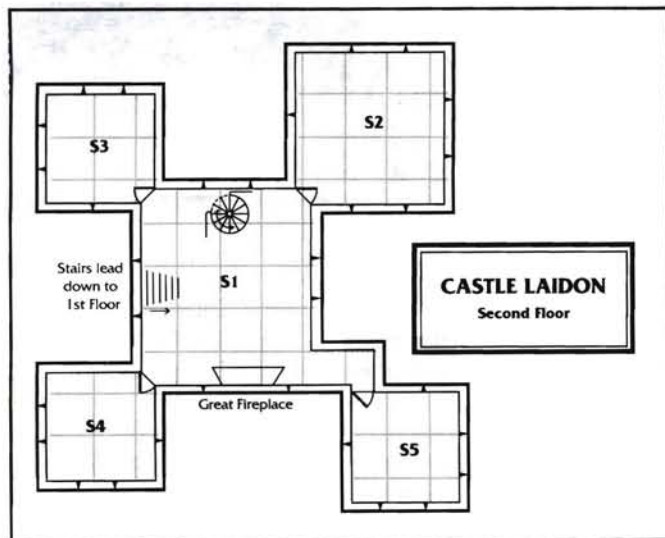 S2
S3
Stairs lead
down to
1st Floor
S1
CASTLE LAIDON
Second Floor
Great Fireplace
S4
S5